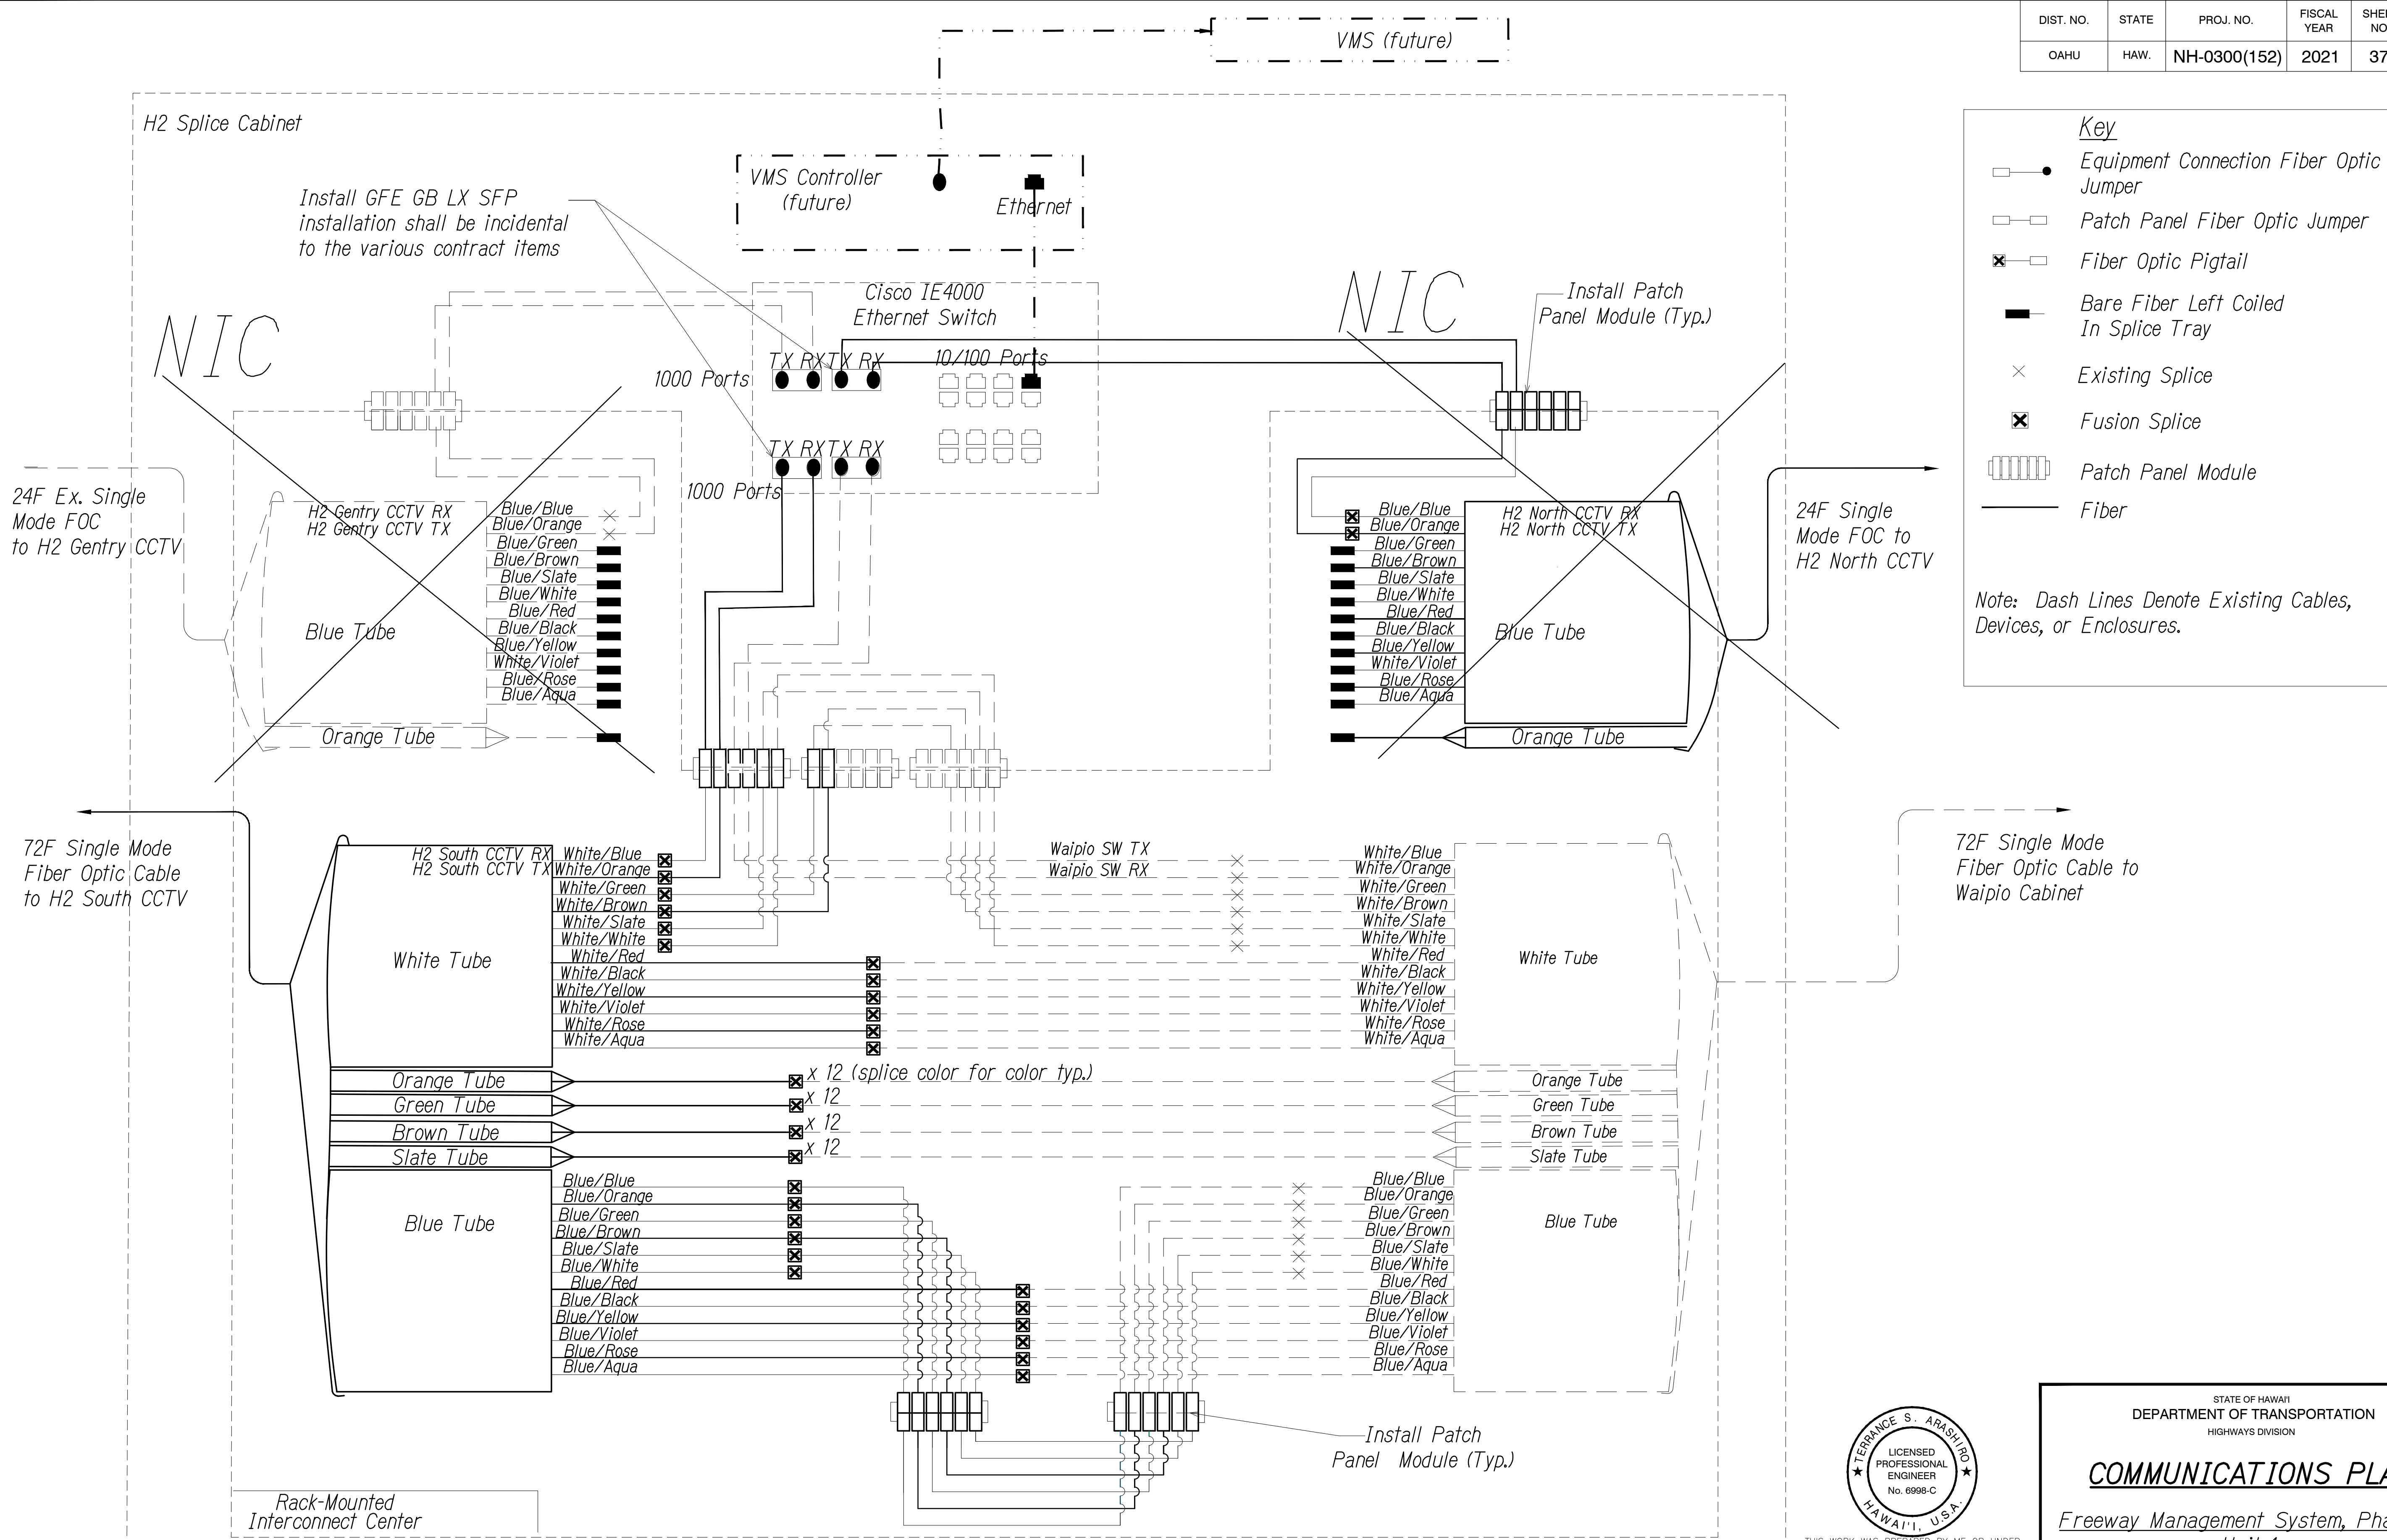 DIST. NO.
STATE
PROJ. NO.
FISCAL
YEAR
OAHU
HAW.
NH-0300(152)
2021
37
VMS (future)
H2 Splice Cabinet
Install GFE GB LX SFP
installation shall be incidental
to the various contract items
VMS Controller
(future)
Ethernet
Cisco IE4000
Ethernet Switch
NIC
NIC
Install Patch
Panel Module (Typ.)
TX RX TX RX
10/100 Ports
1000 Ports
TX RX TX RX
1000 Ports
Key
Equipment Connection Fiber Optic
Jumper
Patch Panel Fiber Optic Jumper
Fiber Optic Pigtail
Bare Fiber Left Coiled
In Splice Tray
Existing Splice
Fusion Splice
Patch Panel Module
Fiber
Note: Dash Lines Denote Existing Cables,
Devices, or Enclosures.
24F Ex. Single
Mode FOC
to H2 Gentry CCTV
H2 Gentry CCTV RX
H2 Gentry CCTV TX
Blue Tube
Blue/Blue
Blue/Orange
Blue/Green
Blue/Brown
Blue/Slate
Blue/White
Blue/Red
Blue/Black
Blue/Yellow
White/Violet
Blue/Rose
Blue/Aqua
Orange Tube
Blue/Blue
Blue/Orange
Blue/Green
Blue/Brown
Blue/Slate
Blue/White
Blue/Red
Blue/Black
Blue/Yellow
White/Violet
Blue/Rose
Blue/Aqua
H2 North CCTV RX
H2 North CCTV TX
Blue Tube
Orange Tube
24F Single
Mode FOC to
H2 North CCTV
72F Single Mode
Fiber Optic Cable
to H2 South CCTV
H2 South CCTV RX
H2 South CCTV TX
White Tube
White/Blue
White/Orange
White/Green
White/Brown
White/Slate
White/White
White/Red
White/Black
White/Yellow
White/Violet
White/Rose
White/Aqua
Waipio SW TX
Waipio SW RX
White/Blue
White/Orange
White/Green
White/Brown
White/Slate
White/White
White/Red
White/Black
White/Yellow
White/Violet
White/Rose
White/Aqua
White Tube
72F Single Mode
Fiber Optic Cable to
Waipio Cabinet
Orange Tube
x 12 (splice color for color typ.)
Orange Tube
Green Tube
x 12
Green Tube
Brown Tube
x 12
Brown Tube
Slate Tube
x 12
Slate Tube
Blue Tube
Blue/Blue
Blue/Orange
Blue/Green
Blue/Brown
Blue/Slate
Blue/White
Blue/Red
Blue/Black
Blue/Yellow
Blue/Violet
Blue/Rose
Blue/Aqua
Blue/Blue
Blue/Orange
Blue/Green
Blue/Brown
Blue/Slate
Blue/White
Blue/Red
Blue/Black
Blue/Yellow
Blue/Violet
Blue/Rose
Blue/Aqua
Blue Tube
Install Patch
Panel Module (Typ.)
Rack-Mounted
Interconnect Center
TERRANCE S. ARASHIRO
LICENSED
PROFESSIONAL
ENGINEER
No. 6998-C
HAWAI'I, U.S.A.
STATE OF HAWAI'I
DEPARTMENT OF TRANSPORTATION
HIGHWAYS DIVISION
COMMUNICATIONS
Freeway Management System,